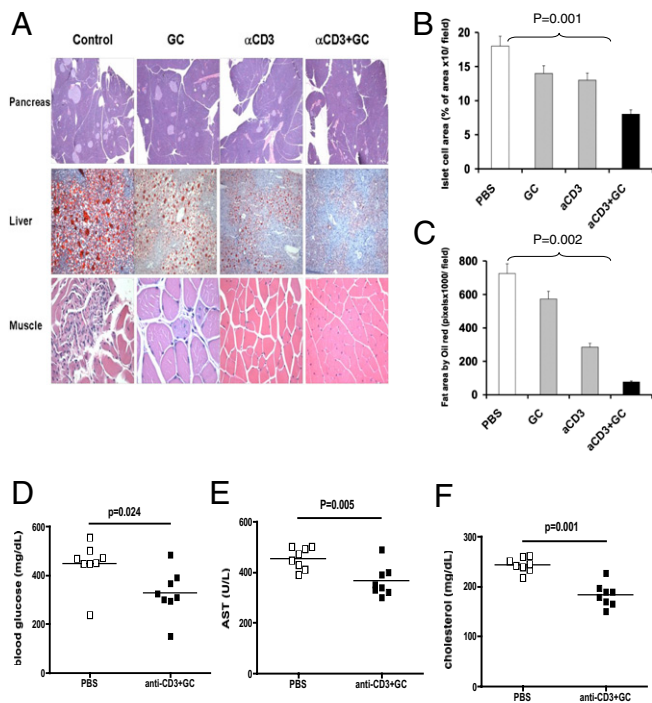 A
Control GC αCD3 αCD3+GC
Pancreas
Liver
Muscle
B
P=0.001
Islet cell area (% of area x10/ field)
20
15
10
5
0
PBS GC aCD3 aCD3+GC
C
P=0.002
Fat area by Oil red (pixelsx1000/ field)
800
600
400
200
0
PBS GC aCD3 aCD3+GC
D
p=0.024
blood glucose (mg/dL)
600
400
200
0
PBS anti-CD3+GC
E
P=0.005
AST (U/L)
600
400
200
0
PBS anti-CD3+GC
F
p=0.001
cholesterol (mg/dL)
300
200
100
0
PBS anti-CD3+GC